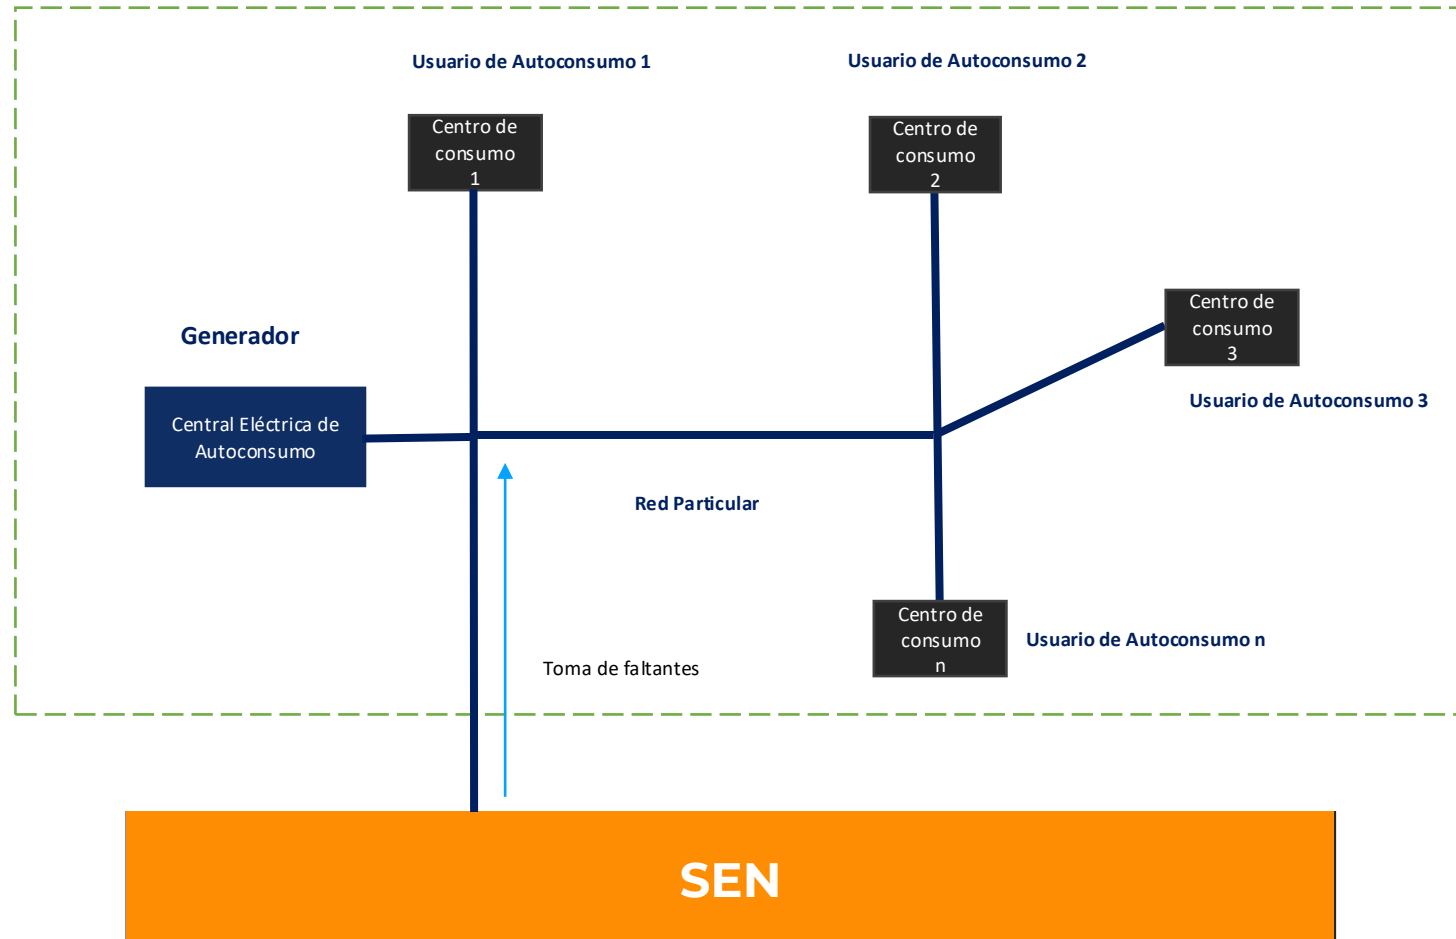 Usuario de Autoconsumo 1
Usuario de Autoconsumo 2
Centro de
consumo
1
Centro de
consumo
2
Centro de
consumo
3
Generador
Usuario de Autoconsumo 3
Central Eléctrica de
Autoconsumo
Red Particular
Centro de
consumo
n
Usuario de Autoconsumo n
Toma de faltantes
SEN